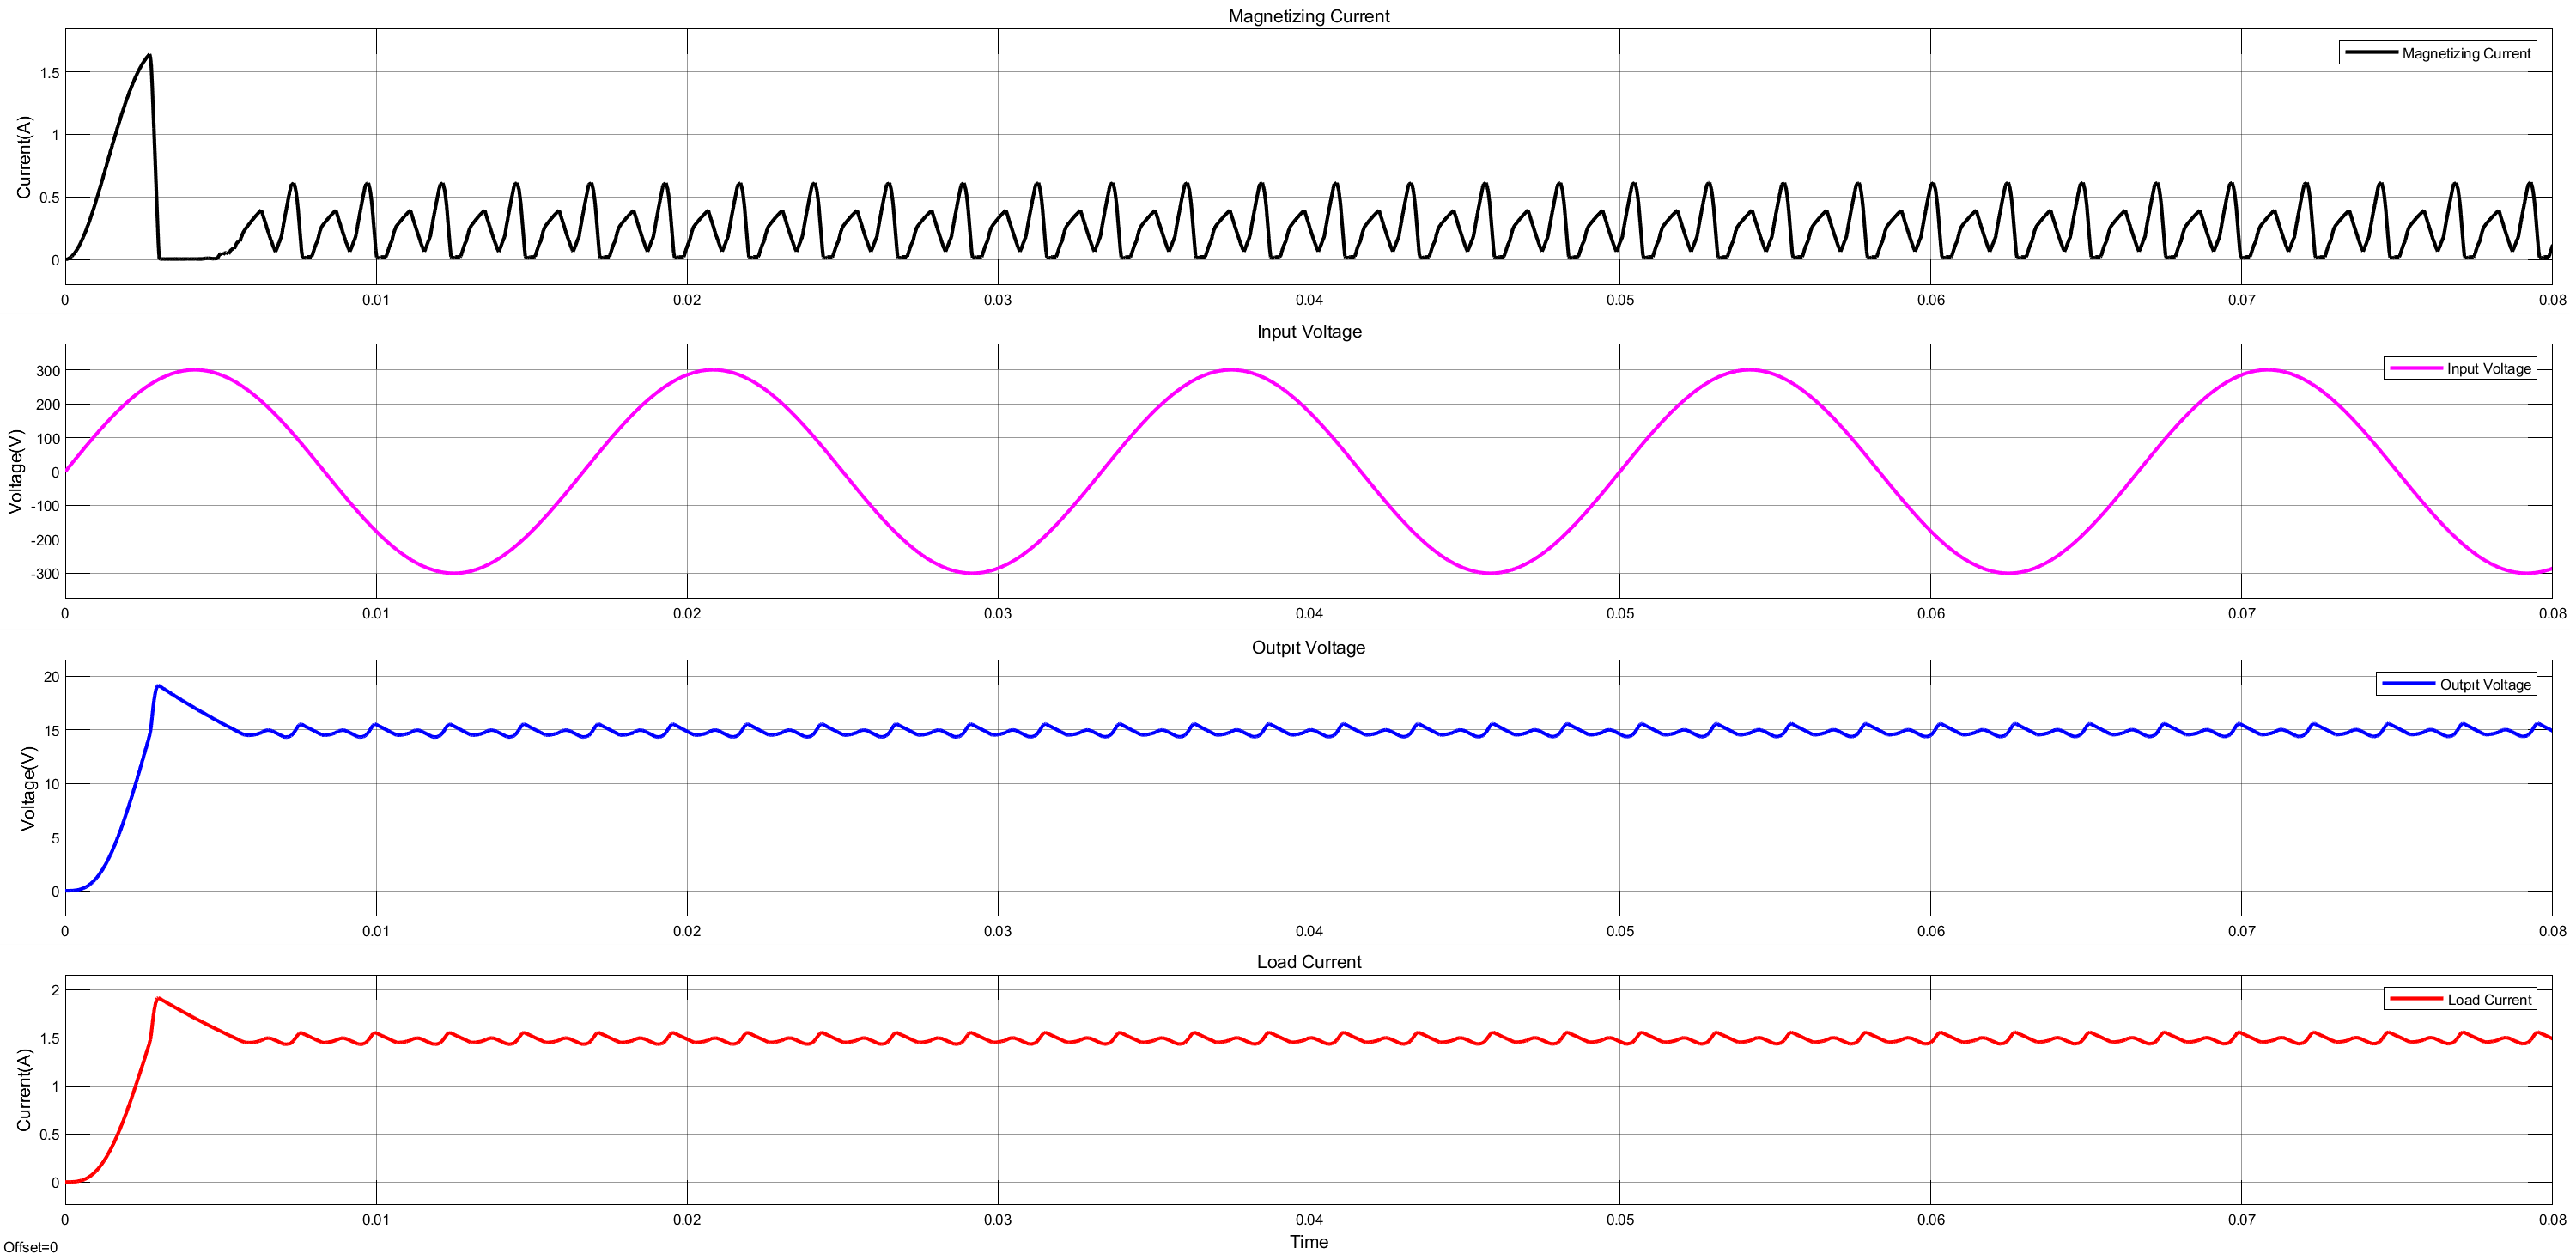 Magnetizing Current
Magnetizing Current
Current(A)
1.5
1
0.5
0
0 0.01 0.02 0.03 0.04 0.05 0.06 0.07 0.08
Input Voltage
Input Voltage
Voltage(V)
300
200
100
0
-100
-200
-300
0 0.01 0.02 0.03 0.04 0.05 0.06 0.07 0.08
Outpıt Voltage
Outpıt Voltage
Voltage(V)
20
15
10
5
0
0 0.01 0.02 0.03 0.04 0.05 0.06 0.07 0.08
Load Current
Load Current
Current(A)
2
1.5
1
0.5
0
0 0.01 0.02 0.03 0.04 0.05 0.06 0.07 0.08
Time
Offset=0